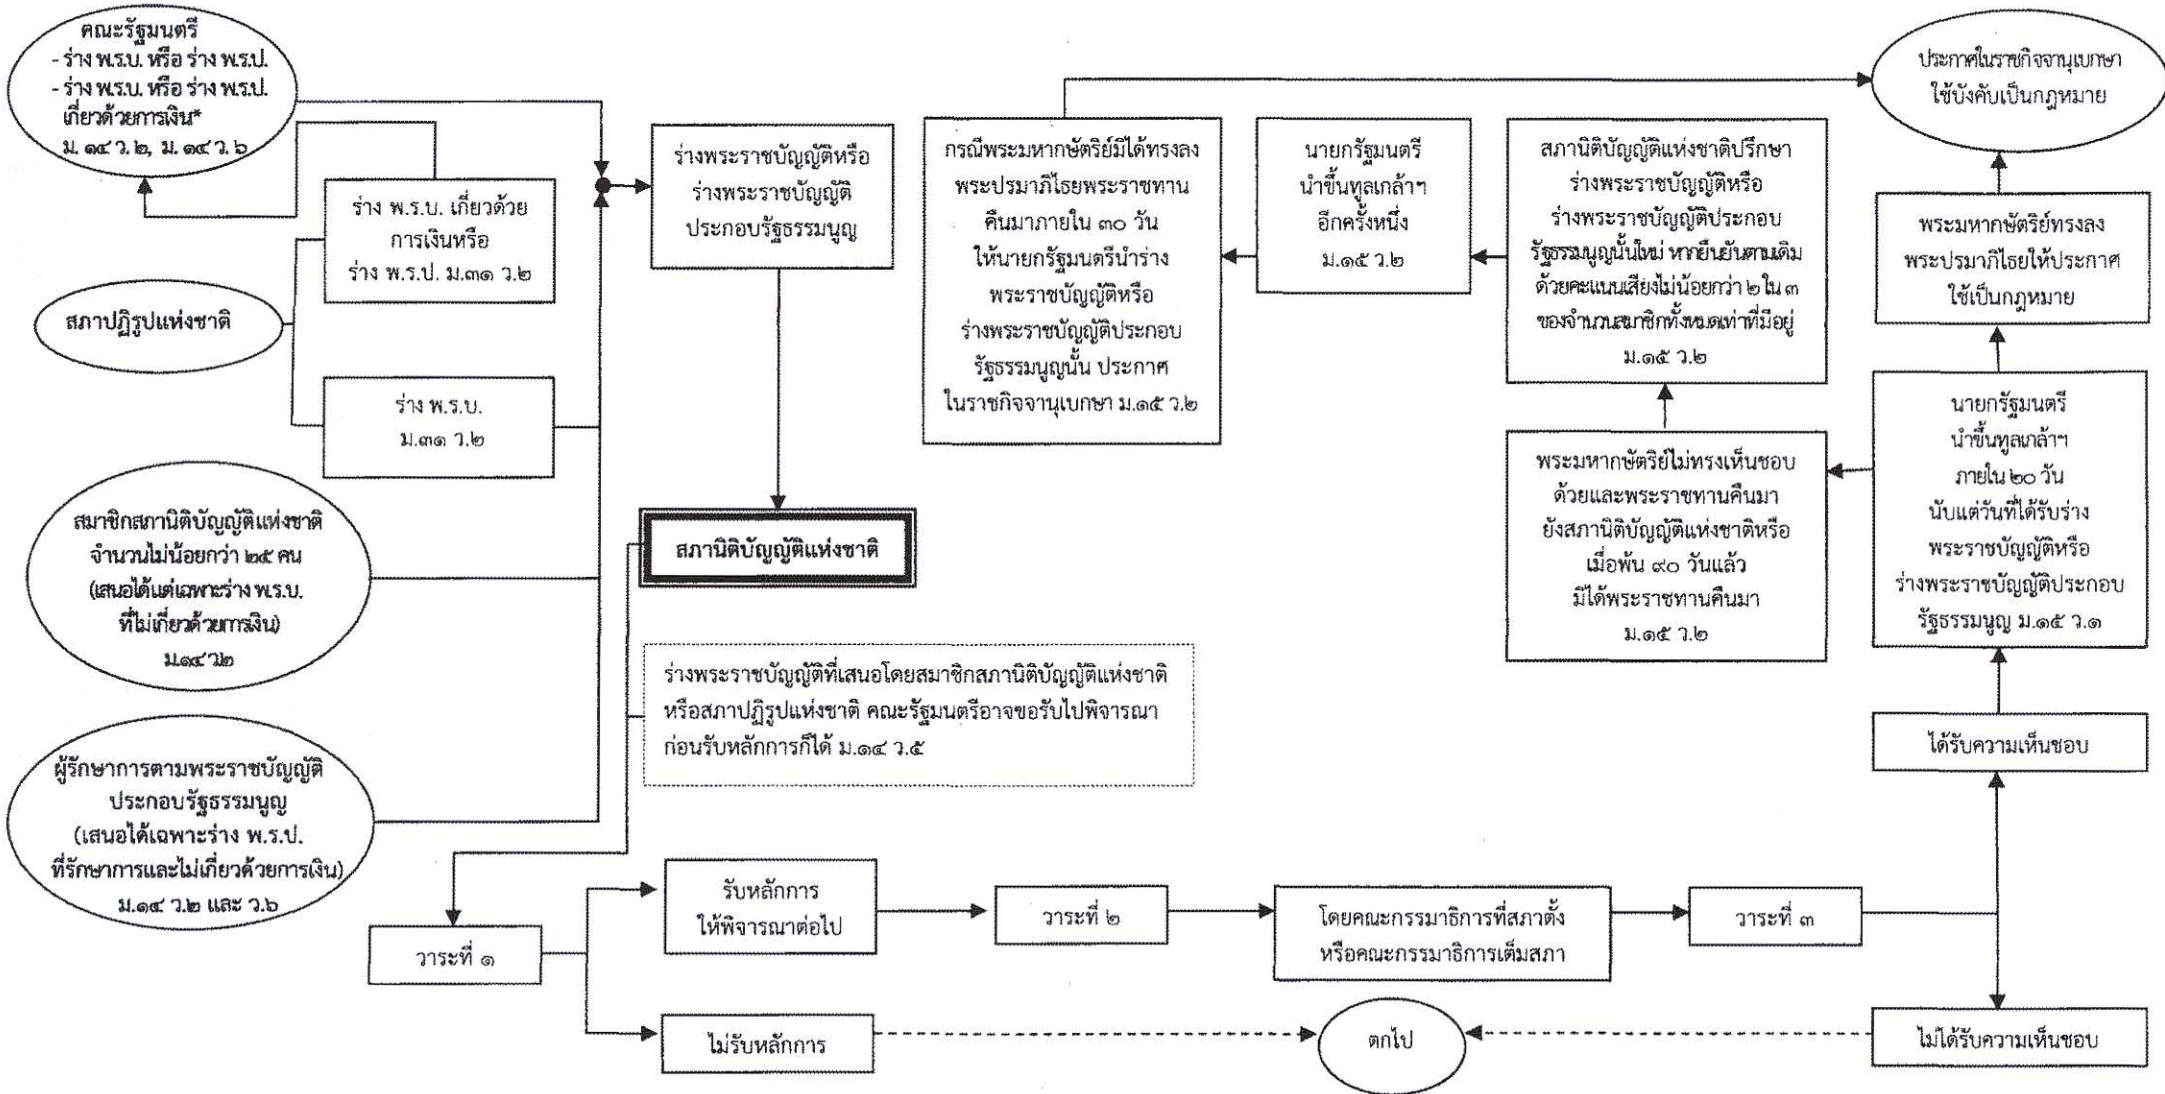 คณะรัฐมนตรี
- ร่าง พ.ร.บ. หรือ ร่าง พ.ร.ป.
- ร่าง พ.ร.บ. หรือ ร่าง พ.ร.ป.
เกี่ยวด้วยการเงิน*
ม. ๑๔ ว. ๒, ม. ๑๔ ว. ๖
ร่าง พ.ร.บ. เกี่ยวด้วย
การเงินหรือ
ร่าง พ.ร.ป. ม.๓๑ ว.๒
สภาปฏิรูปแห่งชาติ
ร่าง พ.ร.บ.
ม.๓๑ ว.๒
สมาชิกสภานิติบัญญัติแห่งชาติ
จำนวนไม่น้อยกว่า ๒๕ คน
(เสนอได้แต่เฉพาะร่าง พ.ร.บ.
ที่ไม่เกี่ยวด้วยการเงิน)
ม.๑๔ ว๒
ผู้รักษาการตามพระราชบัญญัติ
ประกอบรัฐธรรมนูญ
(เสนอได้เฉพาะร่าง พ.ร.ป.
ที่รักษาการและไม่เกี่ยวด้วยการเงิน)
ม.๑๔ ว.๒ และ ว.๖
ร่างพระราชบัญญัติหรือ
ร่างพระราชบัญญัติ
ประกอบรัฐธรรมนูญ
สภานิติบัญญัติแห่งชาติ
ร่างพระราชบัญญัติที่เสนอโดยสมาชิกสภานิติบัญญัติแห่งชาติ
หรือสภาปฏิรูปแห่งชาติ คณะรัฐมนตรีอาจขอรับไปพิจารณา
ก่อนรับหลักการก็ได้ ม.๑๔ ว.๕
วาระที่ ๑
รับหลักการ
ให้พิจารณาต่อไป
ไม่รับหลักการ
วาระที่ ๒
โดยคณะกรรมาธิการที่สภาตั้ง
หรือคณะกรรมาธิการเต็มสภา
วาระที่ ๓
ตกไป
ไม่ได้รับความเห็นชอบ
ได้รับความเห็นชอบ
นายกรัฐมนตรี
นำขึ้นทูลเกล้าฯ
ภายใน ๒๐ วัน
นับแต่วันที่ได้รับร่าง
พระราชบัญญัติหรือ
ร่างพระราชบัญญัติประกอบ
รัฐธรรมนูญ ม.๑๕ ว.๑
พระมหากษัตริย์ทรงลง
พระปรมาภิไธยให้ประกาศ
ใช้เป็นกฎหมาย
ประกาศในราชกิจจานุเบกษา
ใช้บังคับเป็นกฎหมาย
พระมหากษัตริย์ไม่ทรงเห็นชอบ
ด้วยและพระราชทานคืนมา
ยังสภานิติบัญญัติแห่งชาติหรือ
เมื่อพ้น ๙๐ วันแล้ว
มิได้พระราชทานคืนมา
ม.๑๕ ว.๒
สภานิติบัญญัติแห่งชาติปรึกษา
ร่างพระราชบัญญัติหรือ
ร่างพระราชบัญญัติประกอบ
รัฐธรรมนูญนั้นใหม่ หากยืนยันตามเดิม
ด้วยคะแนนเสียงไม่น้อยกว่า ๒ ใน ๓
ของจำนวนสมาชิกทั้งหมดเท่าที่มีอยู่
ม.๑๕ ว.๒
นายกรัฐมนตรี
นำขึ้นทูลเกล้าฯ
อีกครั้งหนึ่ง
ม.๑๕ ว.๒
กรณีพระมหากษัตริย์มิได้ทรงลง
พระปรมาภิไธยพระราชทาน
คืนมาภายใน ๓๐ วัน
ให้นายกรัฐมนตรีนำร่าง
พระราชบัญญัติหรือ
ร่างพระราชบัญญัติประกอบ
รัฐธรรมนูญนั้น ประกาศ
ในราชกิจจานุเบกษา ม.๑๕ ว.๒